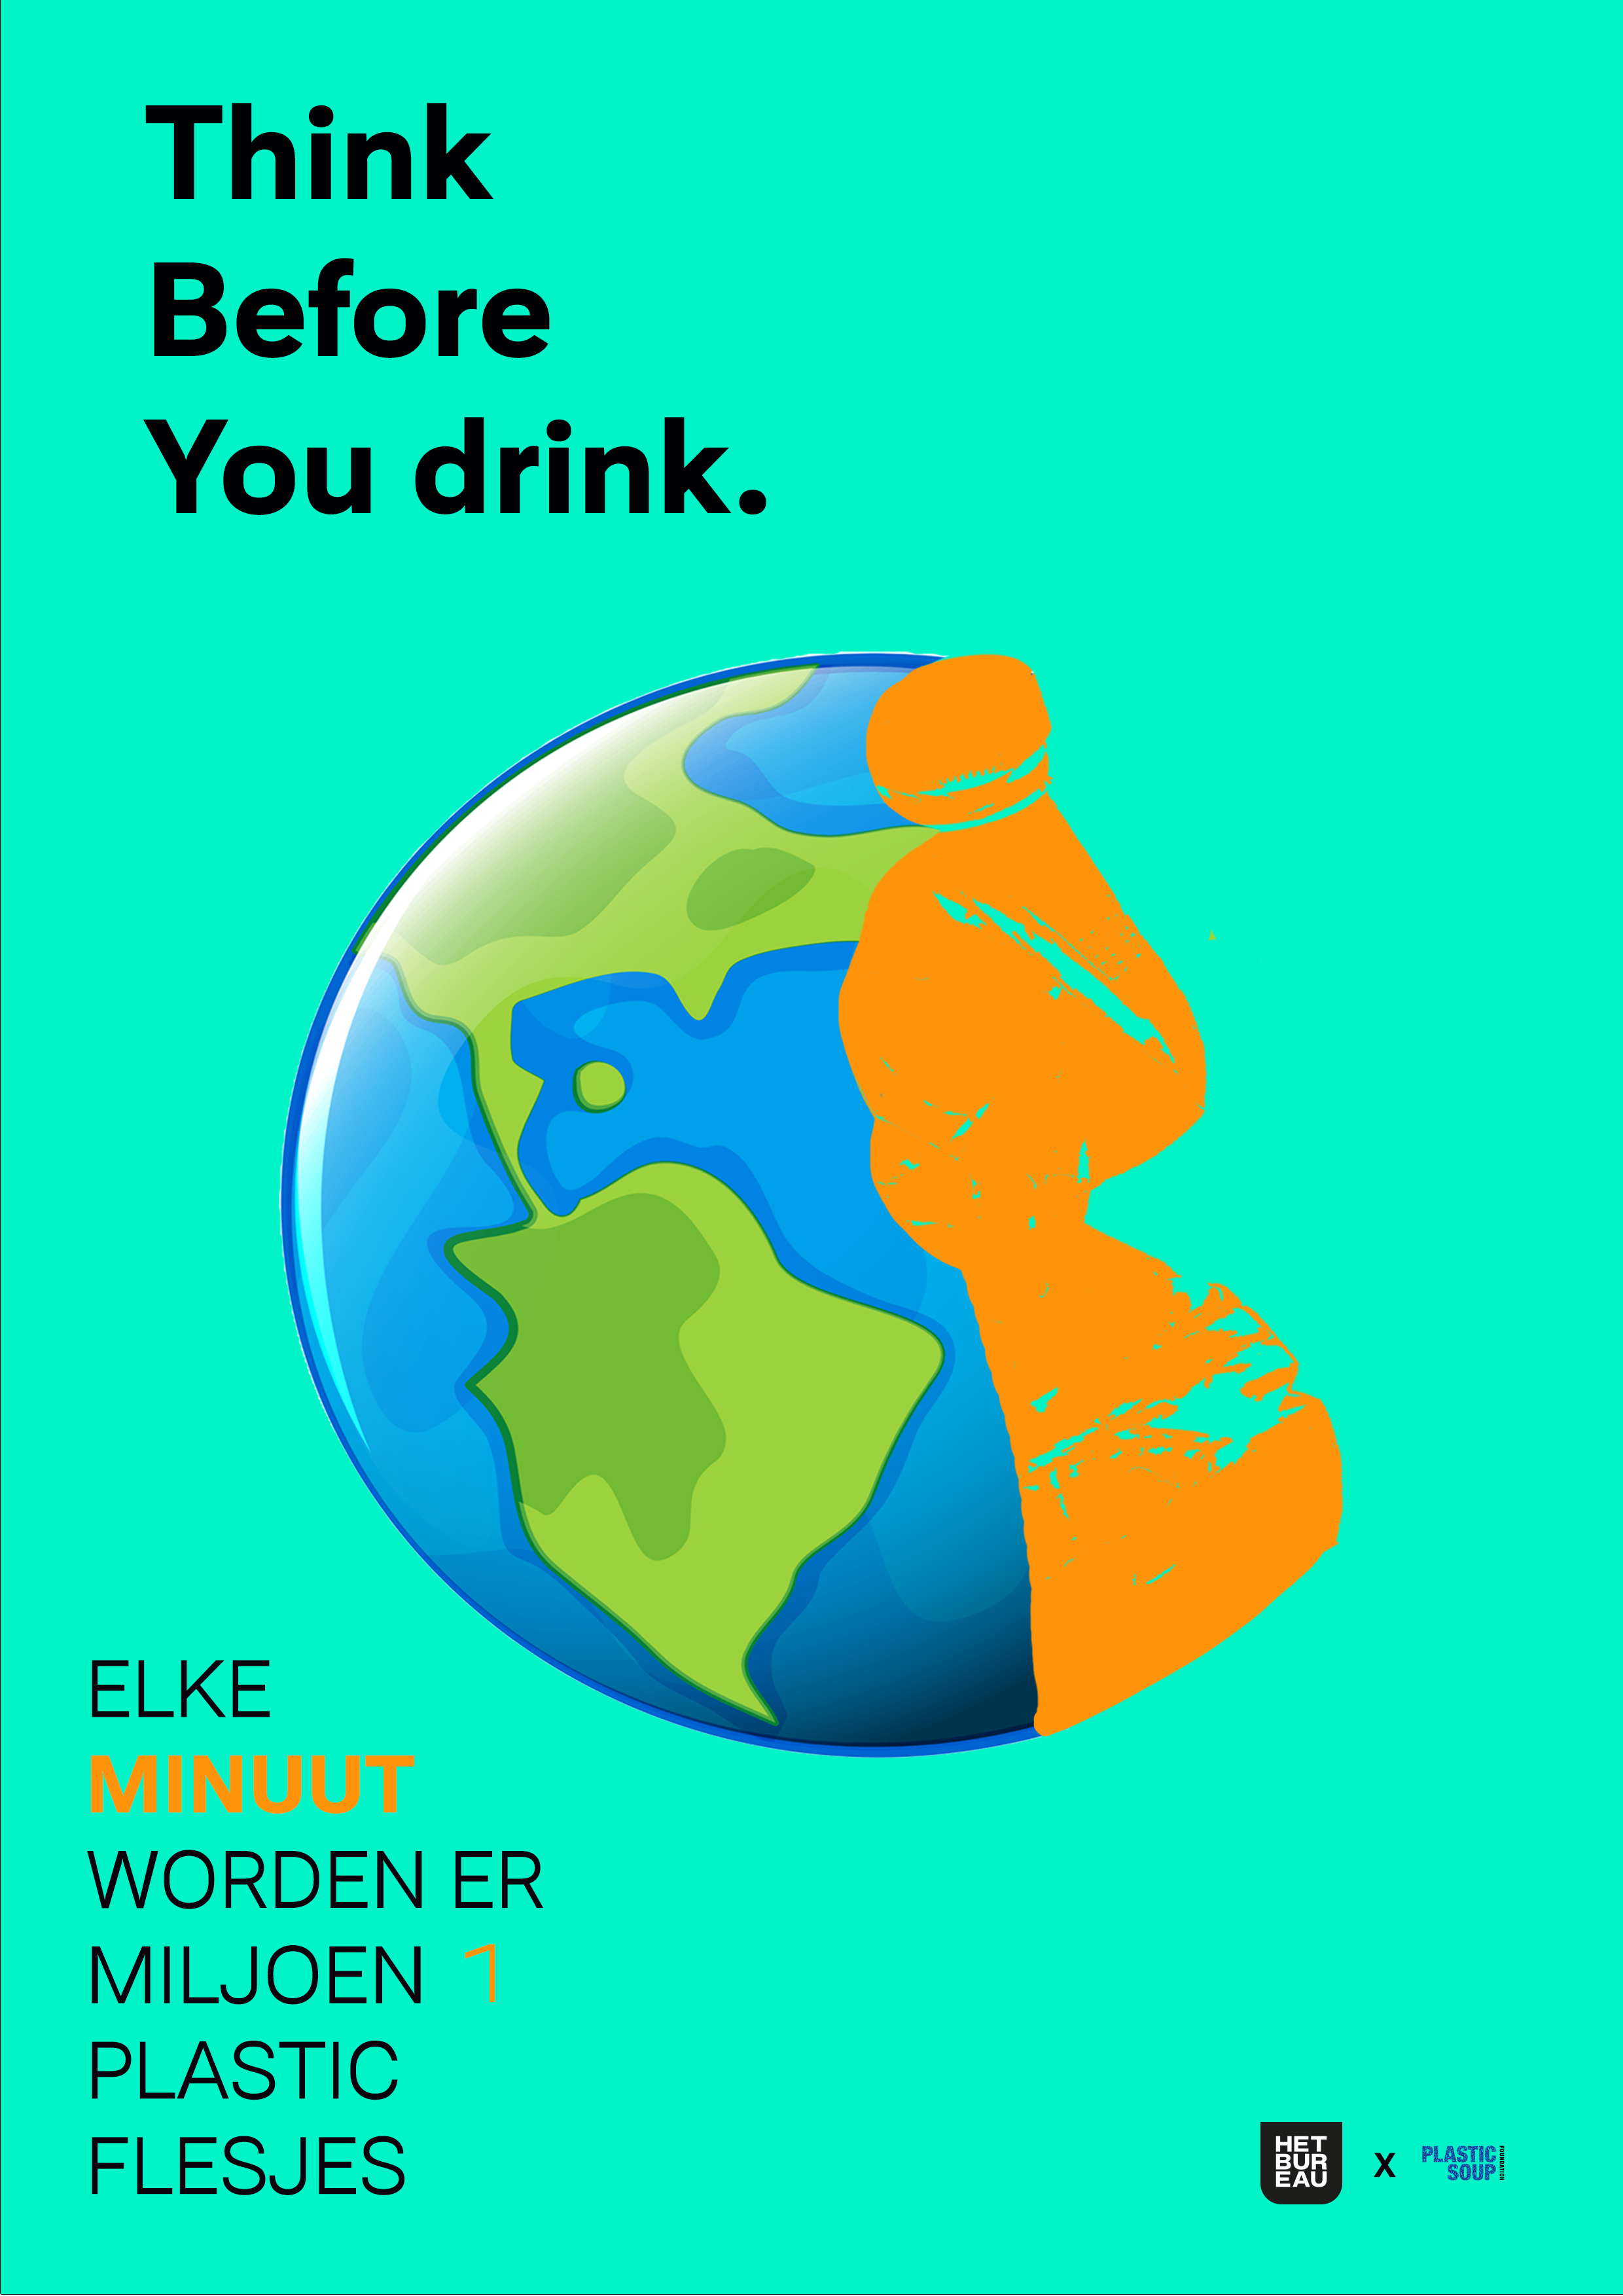 Think
Before
You drink.
ELKE
MINUUT
WORDEN ER
MILJOEN 1
PLASTIC
FLESJES
HET
BUR
EAU
X
PLASTIC
SOUP
FOUNDATION